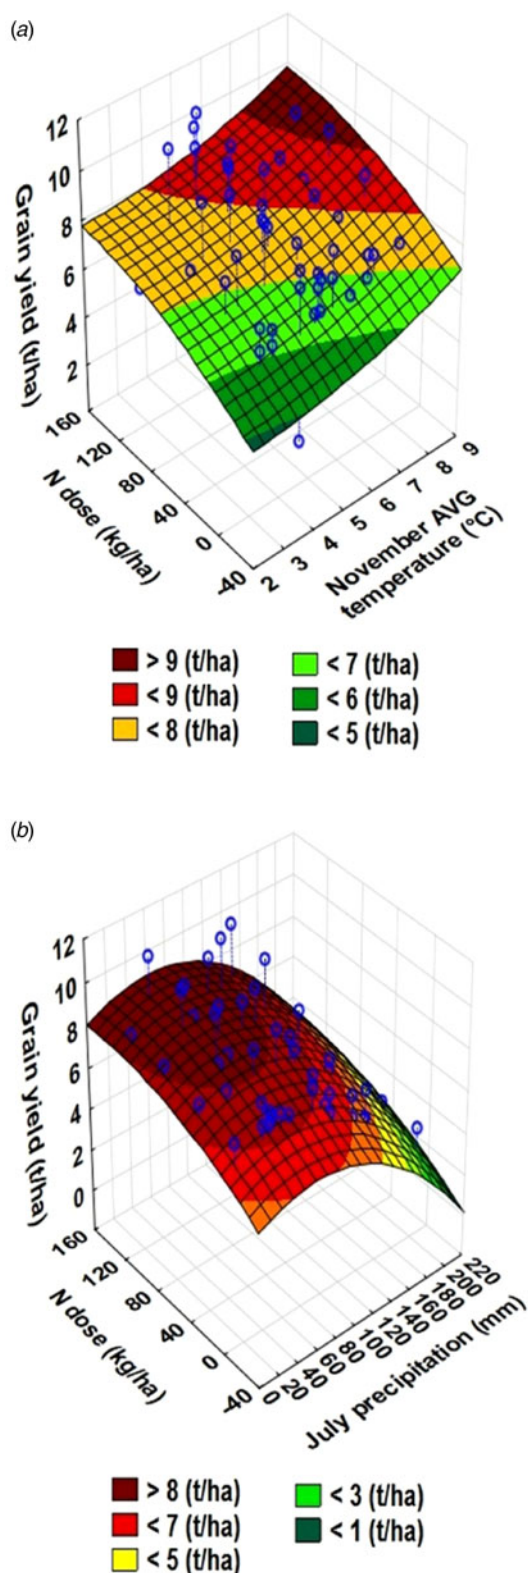 (a)
12
10
8
6
4
2
Grain yield (t/ha)
160
120
80
40
0
-40
N dose (kg/ha)
2
3
4
5
6
7
8
9
November AVG
temperature (°C)
> 9 (t/ha)
< 9 (t/ha)
< 8 (t/ha)
< 7 (t/ha)
< 6 (t/ha)
< 5 (t/ha)
(b)
12
10
8
6
4
2
0
Grain yield (t/ha)
160
120
80
40
0
-40
N dose (kg/ha)
0
20
40
60
80
100
120
140
160
180
200
220
July precipitation (mm)
> 8 (t/ha)
< 7 (t/ha)
< 5 (t/ha)
< 3 (t/ha)
< 1 (t/ha)